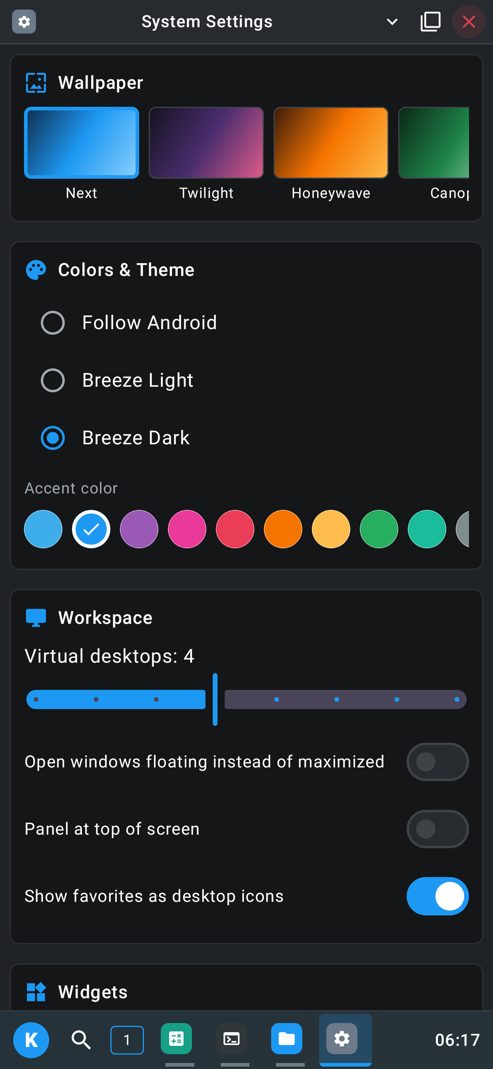 System Settings
Wallpaper
Next Twilight Honeywave Canop
Colors & Theme
Follow Android
Breeze Light
Breeze Dark
Accent color
Workspace
Virtual desktops: 4
Open windows floating instead of maximized
Panel at top of screen
Show favorites as desktop icons
Widgets
K 1 06:17